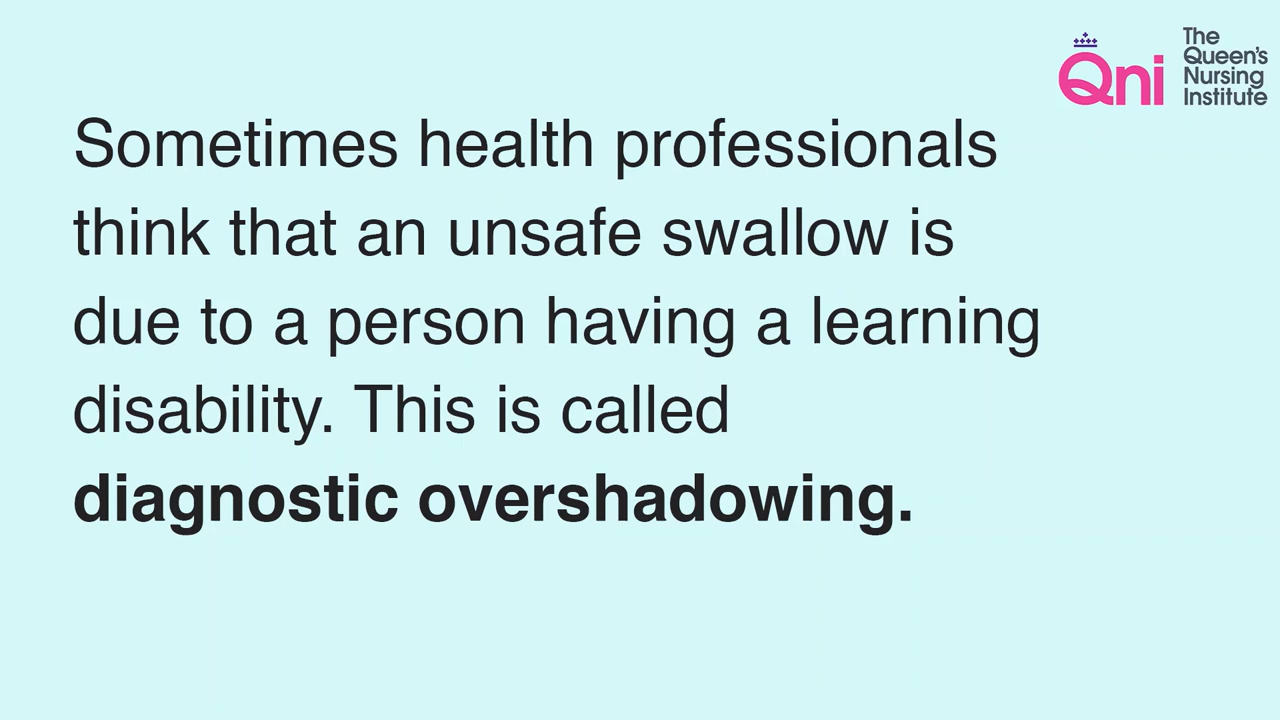 Qni
The
Queen's
Nursing
Institute
Sometimes health professionals
think that an unsafe swallow is
due to a person having a learning
disability. This is called
diagnostic overshadowing.